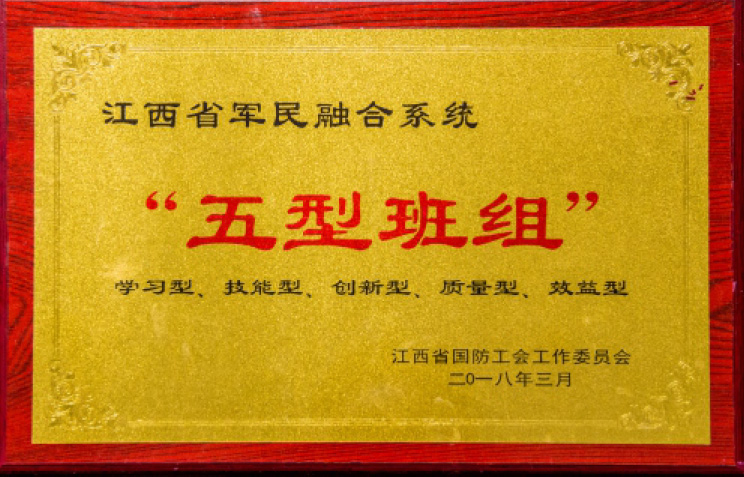 江西省军民融合系统
“五型班组”
学习型、技能型、创新型、质量型、效益型
江西省国防工会工作委员会
二〇一八年三月